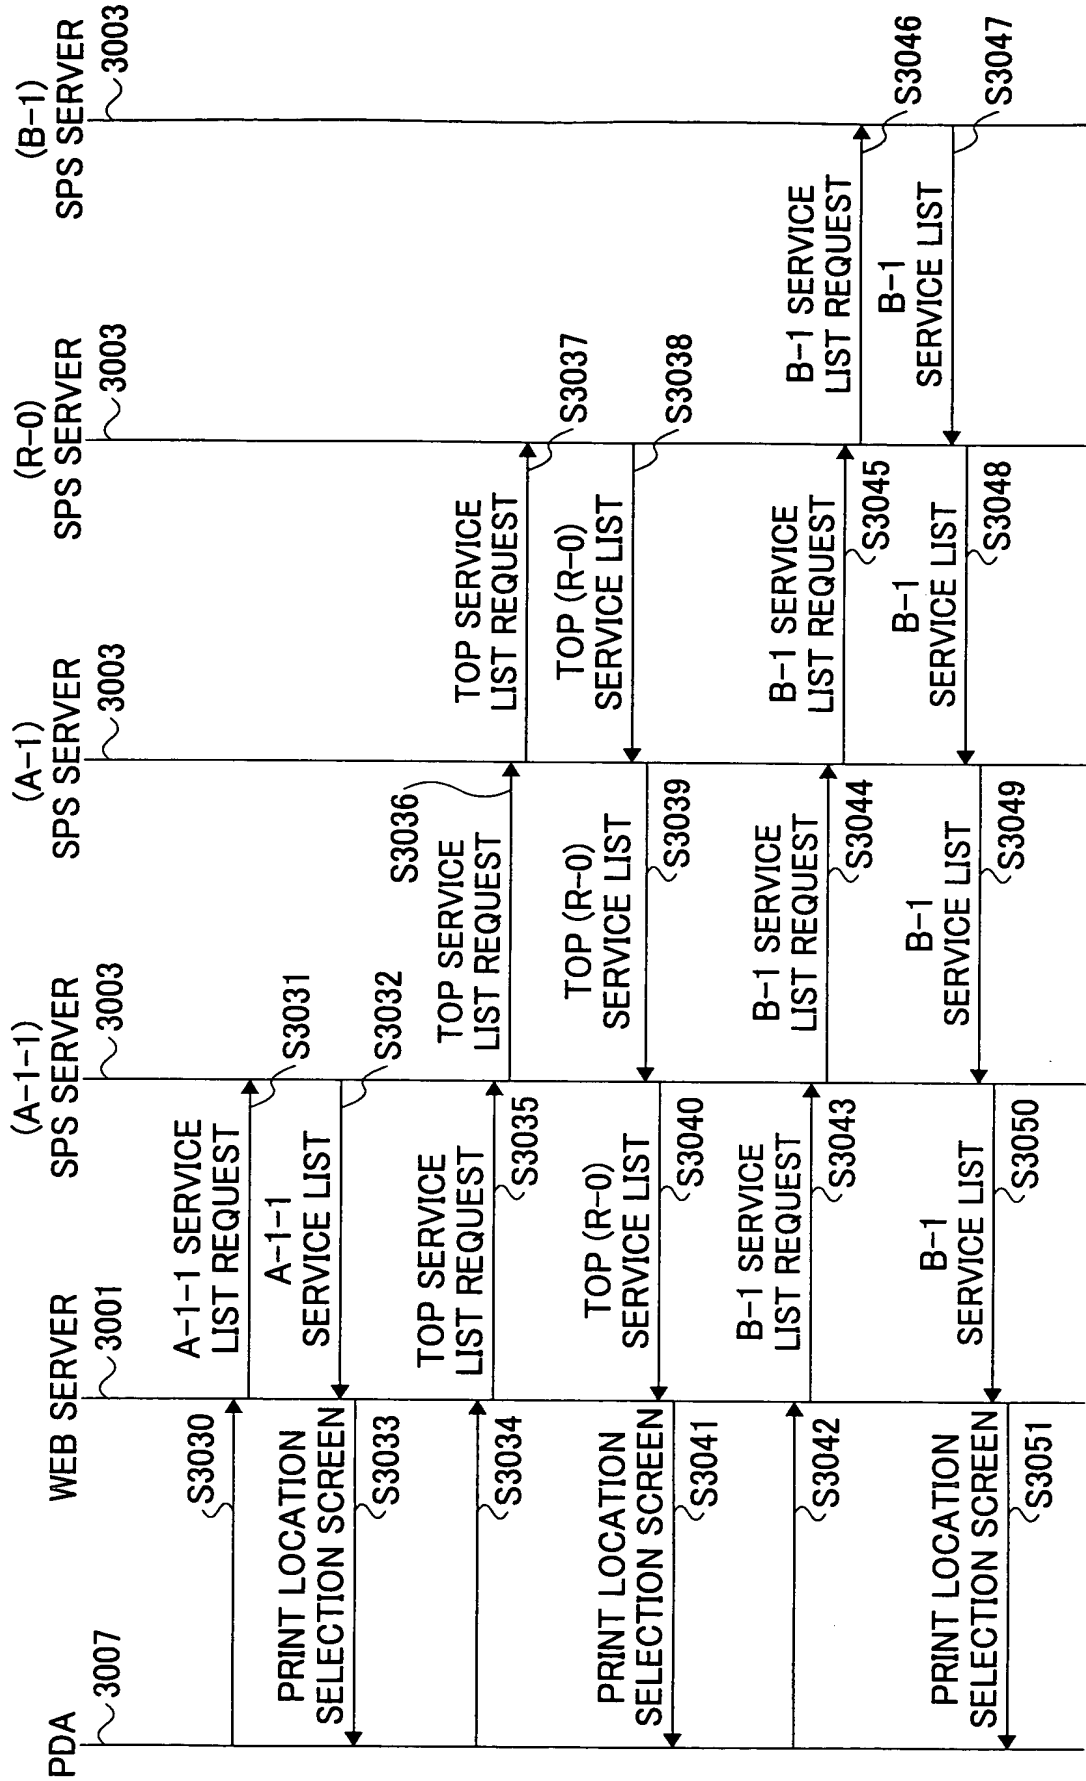 PDA
3007
WEB SERVER
3001
(A-1-1)
SPS SERVER
3003
(A-1)
SPS SERVER
3003
(R-0)
SPS SERVER
3003
(B-1)
SPS SERVER
3003
S3030
A-1-1 SERVICE
LIST REQUEST
S3031
A-1-1
SERVICE LIST
S3032
PRINT LOCATION
SELECTION SCREEN
S3033
S3034
TOP SERVICE
LIST REQUEST
S3035
TOP SERVICE
LIST REQUEST
S3036
TOP SERVICE
LIST REQUEST
S3037
TOP (R-0)
SERVICE LIST
S3038
TOP (R-0)
SERVICE LIST
S3039
TOP (R-0)
SERVICE LIST
S3040
PRINT LOCATION
SELECTION SCREEN
S3041
S3042
B-1 SERVICE
LIST REQUEST
S3043
B-1 SERVICE
LIST REQUEST
S3044
B-1 SERVICE
LIST REQUEST
S3045
B-1 SERVICE
LIST REQUEST
S3046
B-1
SERVICE LIST
S3047
B-1
SERVICE LIST
S3048
B-1
SERVICE LIST
S3049
B-1
SERVICE LIST
S3050
PRINT LOCATION
SELECTION SCREEN
S3051